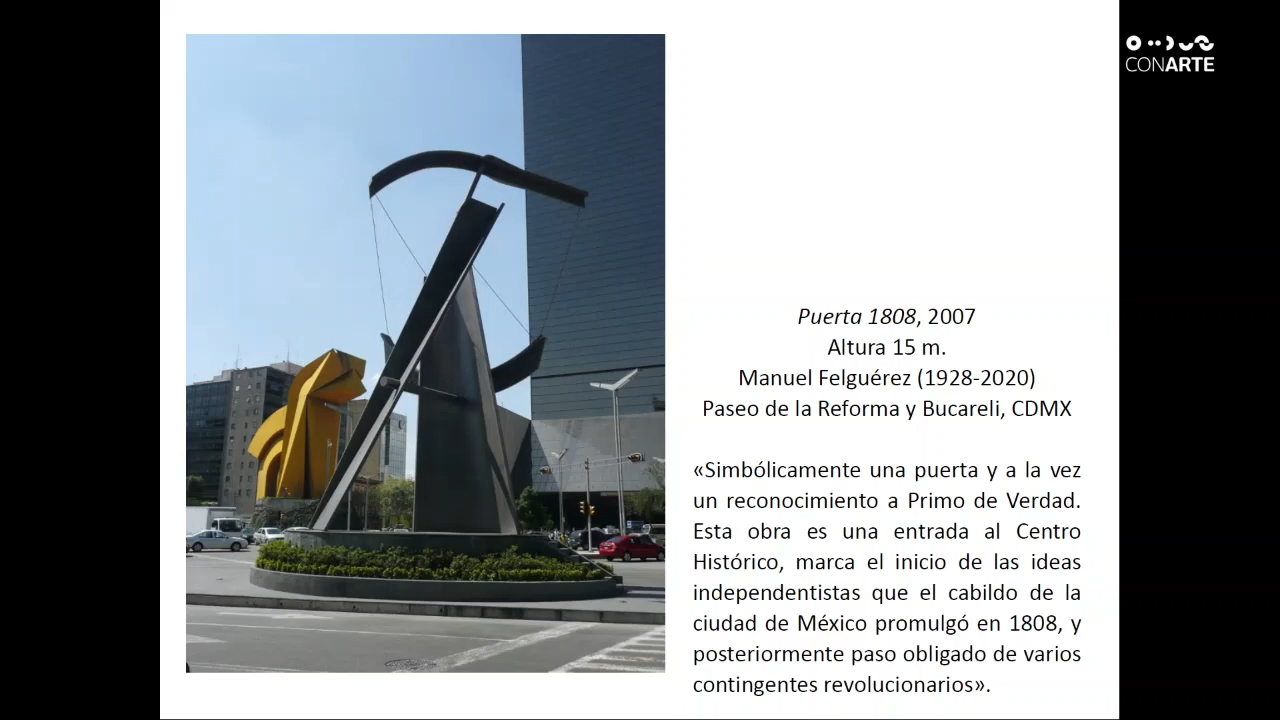 CONARTE
Puerta 1808, 2007
Altura 15 m.
Manuel Felguérez (1928-2020)
Paseo de la Reforma y Bucareli, CDMX
«Simbólicamente una puerta y a la vez
un reconocimiento a Primo de Verdad.
Esta obra es una entrada al Centro
Histórico, marca el inicio de las ideas
independentistas que el cabildo de la
ciudad de México promulgó en 1808, y
posteriormente paso obligado de varios
contingentes revolucionarios».